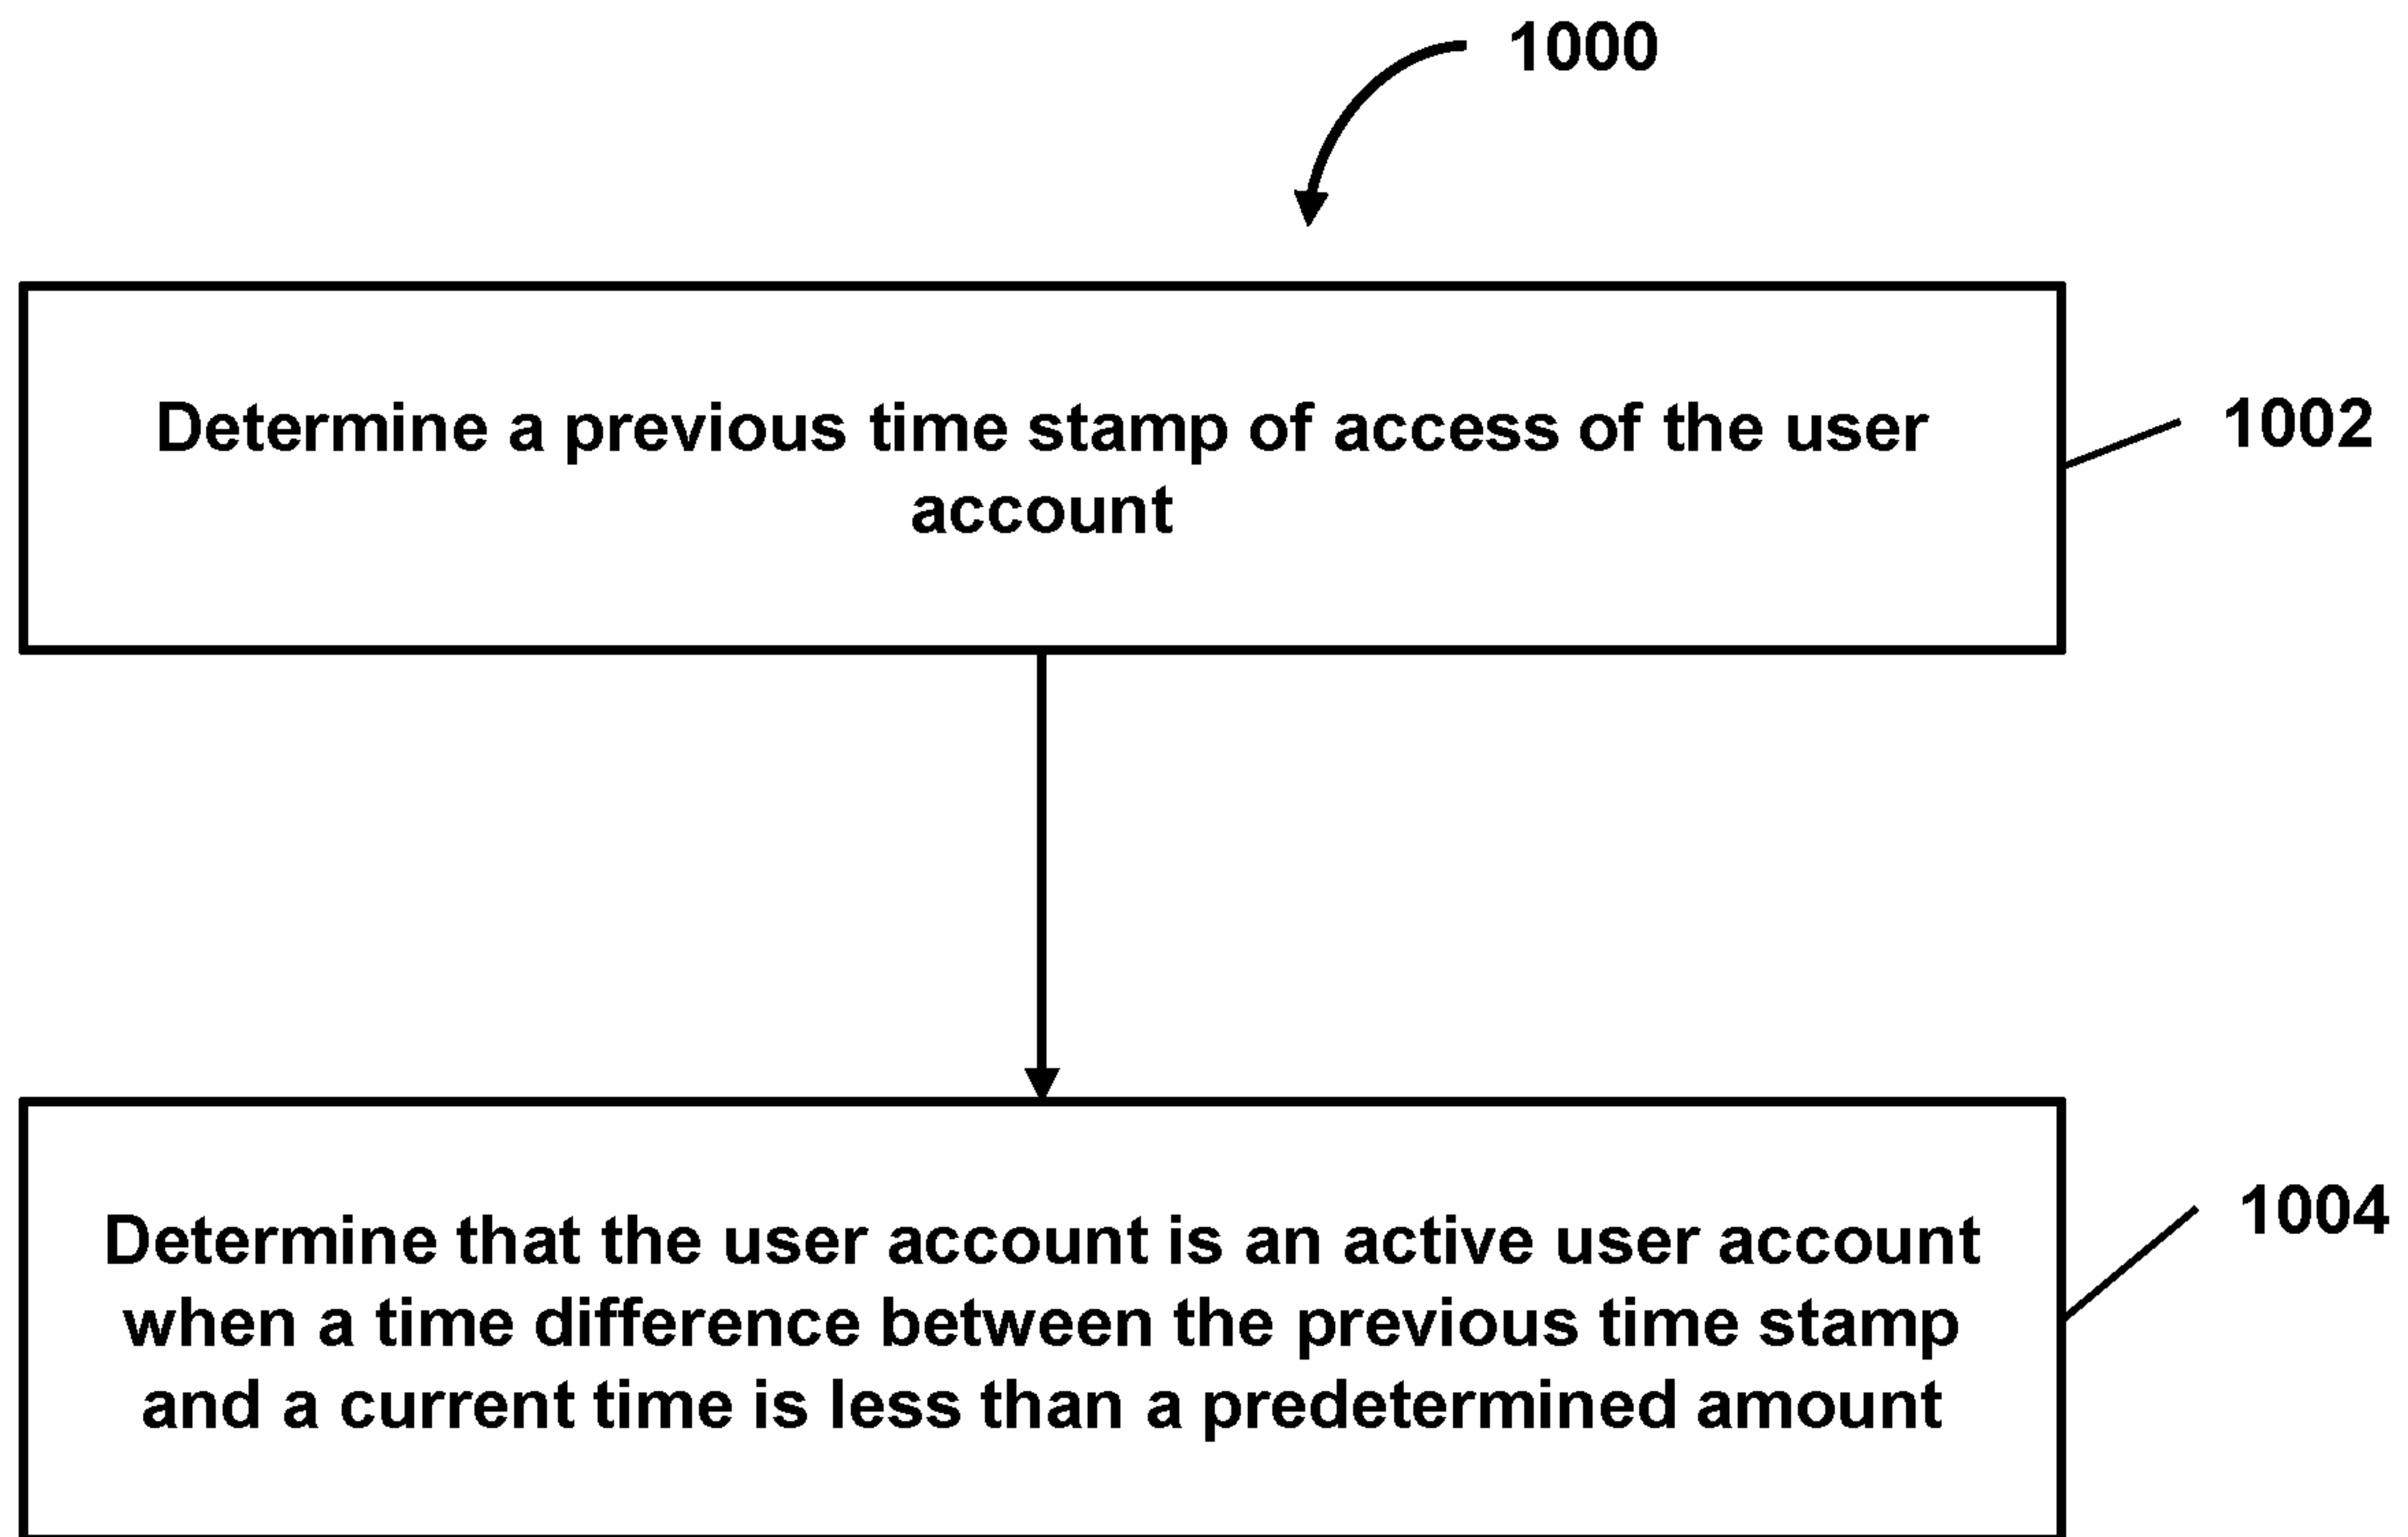 1000
Determine a previous time stamp of access of the user
account
1002
Determine that the user account is an active user account
when a time difference between the previous time stamp
and a current time is less than a predetermined amount
1004